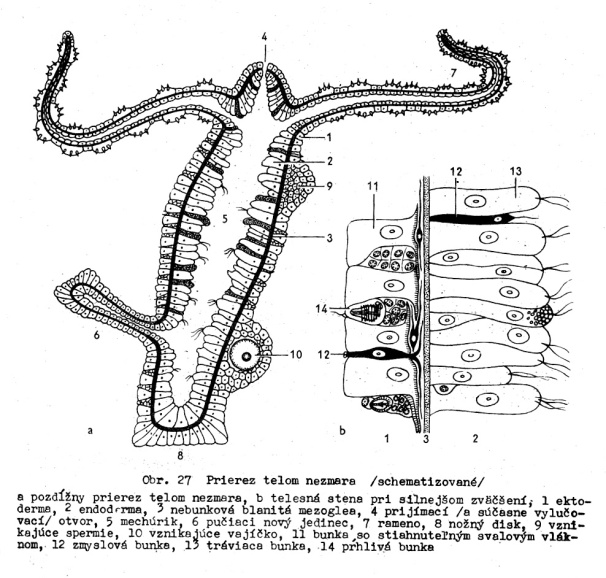 4
7
1
2
9
5
3
6
10
a
8
12
13
11
14
12
b
1
3
2
Obr. 27 Prierez telom nezmara /schematizované/
a pozdĺžny prierez telom nezmara, b telesná stena pri silnejšom zväčšení, 1 ekto-
derma, 2 endoderma, 3 nebunková blanitá mezoglea, 4 prijímací /a súčasne vylučo-
vací/ otvor, 5 mechúrik, 6 pučiaci nový jedinec, 7 rameno, 8 nožný disk, 9 vzni-
kajúce spermie, 10 vznikajúce vajíčko, 11 bunka so stiahnuteľným svalovým vlák-
nom, 12 zmyslová bunka, 13 tráviaca bunka, 14 pŕhlivá bunka